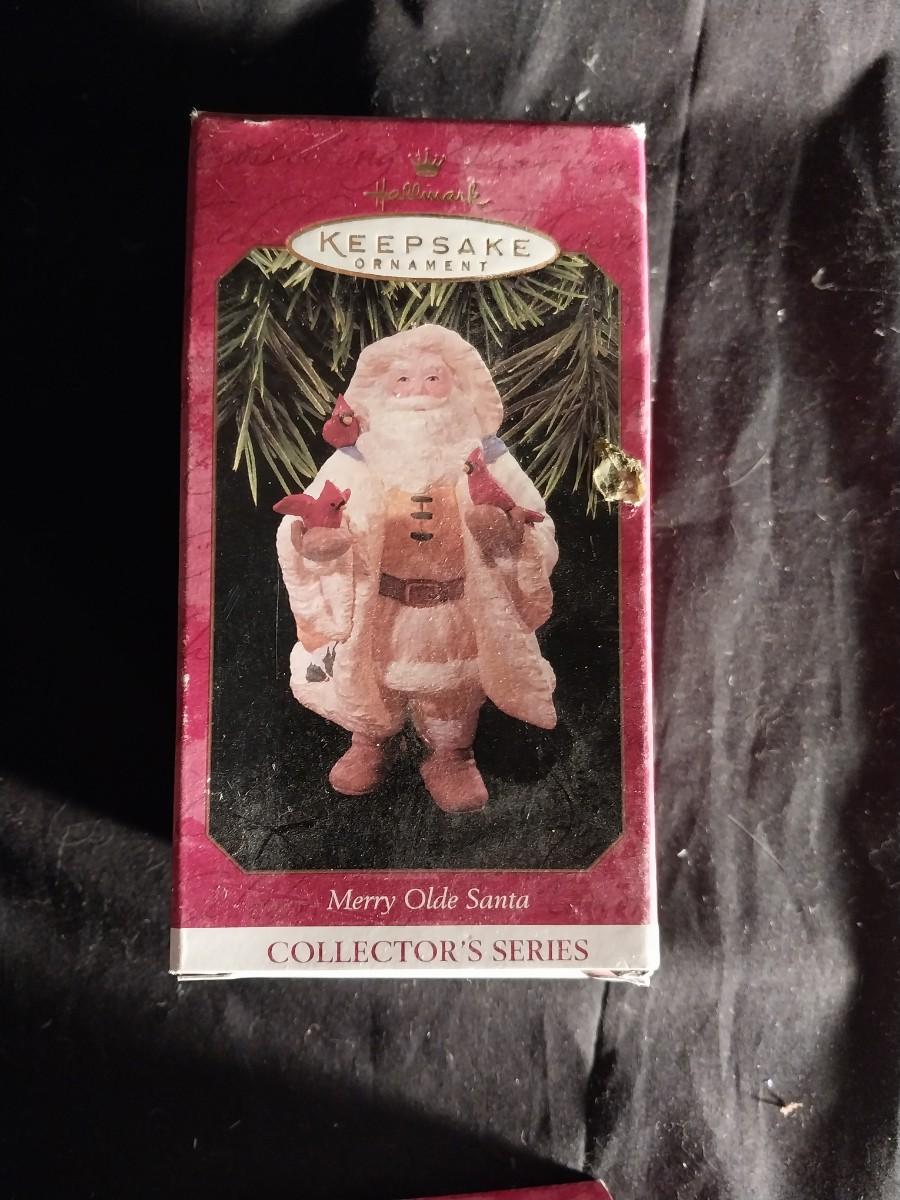 Hallmark
KEEPSAKE
ORNAMENT
Merry Olde Santa
COLLECTOR'S SERIES